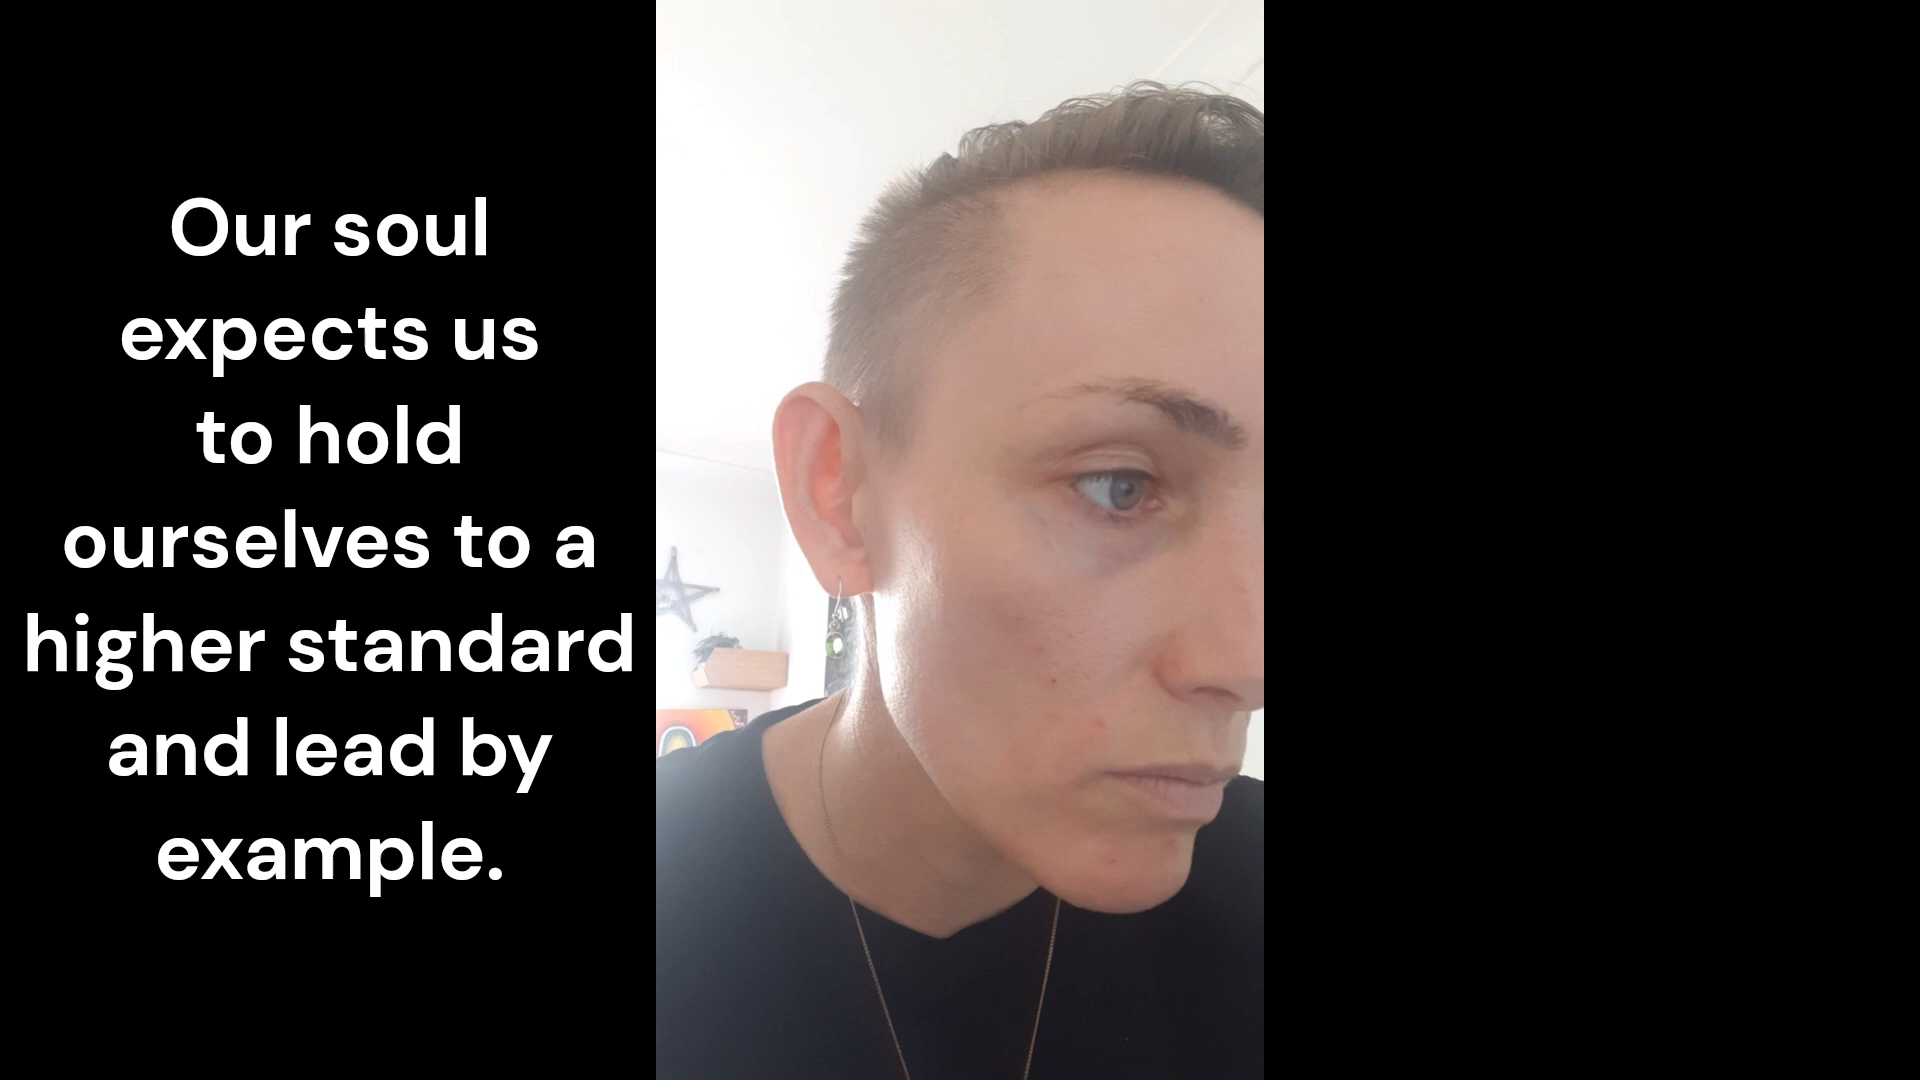 Our soul
expects us
to hold
ourselves to a
higher standard
and lead by
example.